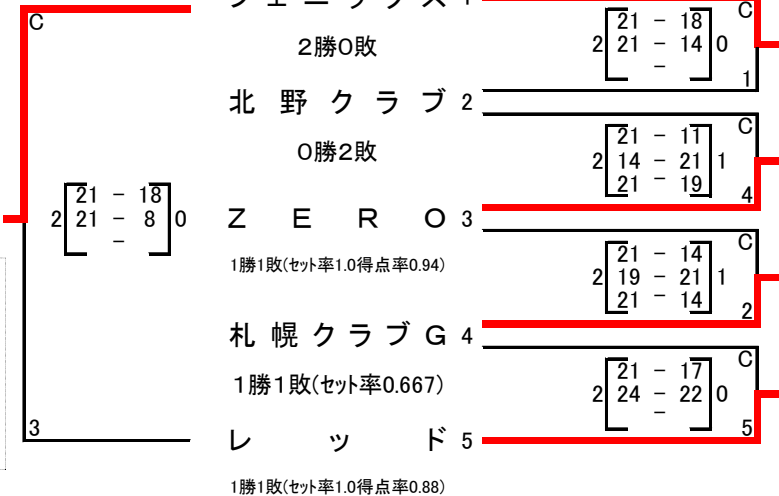 C
2勝0敗
北野クラブ 2
0勝2敗
ZERO 3
1勝1敗(セット率1.0得点率0.94)
札幌クラブG 4
1勝1敗(セット率0.667)
レッド 5
1勝1敗(セット率1.0得点率0.88)
21 - 18
2 21 - 8 0
-
3
21 - 18 C
2 21 - 14 0
-
1
21 - 11 C
2 14 - 21 1
21 - 19
4
21 - 14 C
2 19 - 21 1
21 - 14
2
21 - 17 C
2 24 - 22 0
-
5